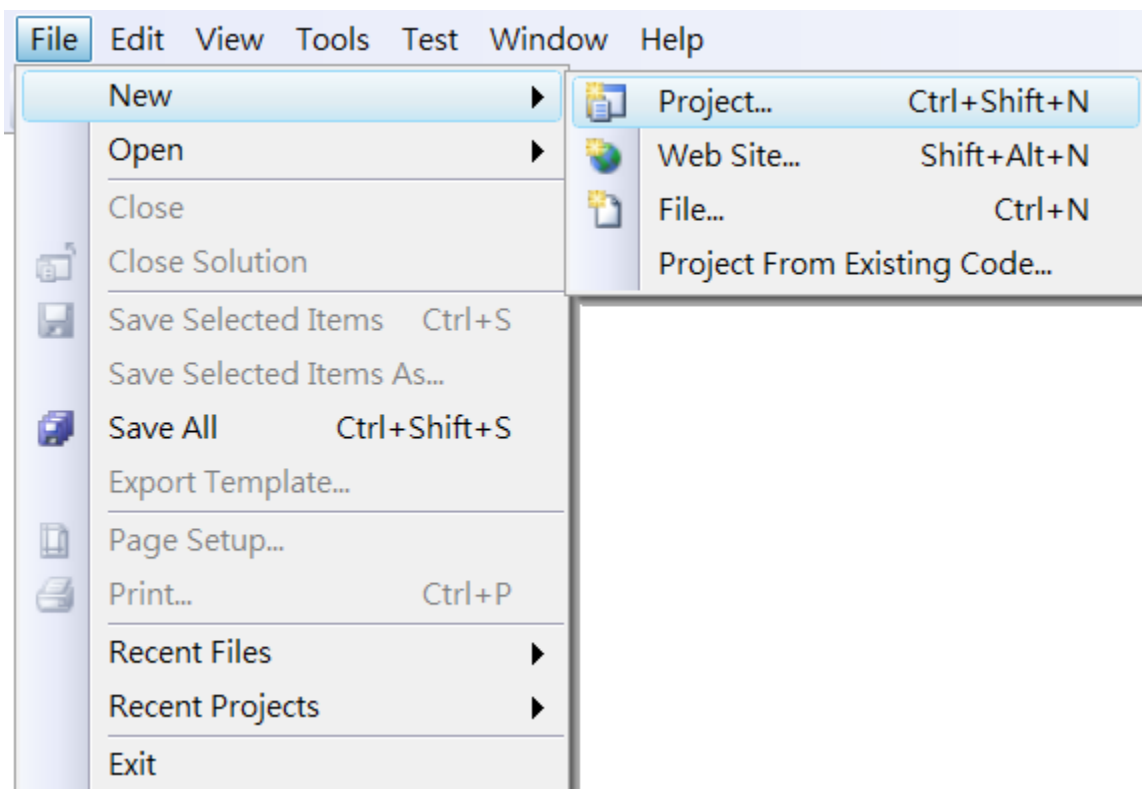 File Edit View Tools Test Window Help
New
Open
Close
Close Solution
Save Selected Items Ctrl+S
Save Selected Items As...
Save All Ctrl+Shift+S
Export Template...
Page Setup...
Print... Ctrl+P
Recent Files
Recent Projects
Exit
Project... Ctrl+Shift+N
Web Site... Shift+Alt+N
File... Ctrl+N
Project From Existing Code...